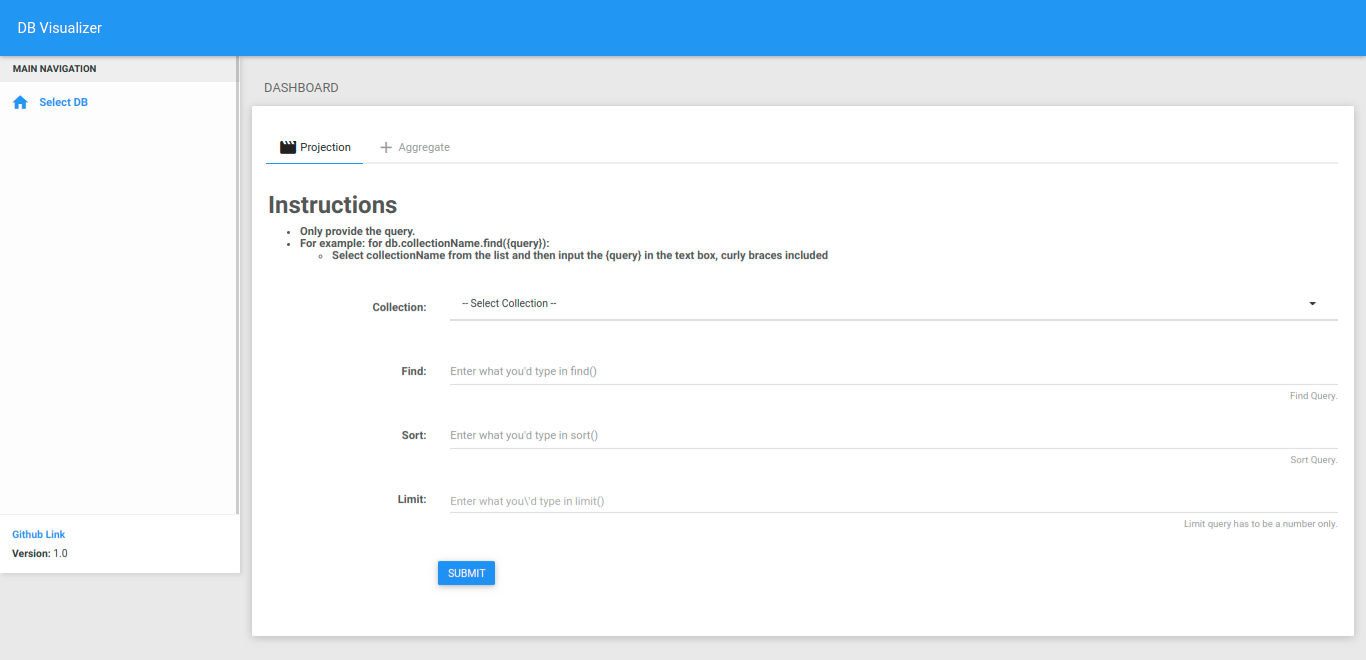 DB Visualizer
MAIN NAVIGATION
Select DB
Github Link
Version: 1.0
DASHBOARD
Projection
Aggregate
Instructions
Only provide the query.
For example: for db.collectionName.find({query}):
Select collectionName from the list and then input the {query} in the text box, curly braces included
Collection:
-- Select Collection --
Find:
Enter what you'd type in find()
Find Query.
Sort:
Enter what you'd type in sort()
Sort Query.
Limit:
Enter what you\'d type in limit()
Limit query has to be a number only.
SUBMIT